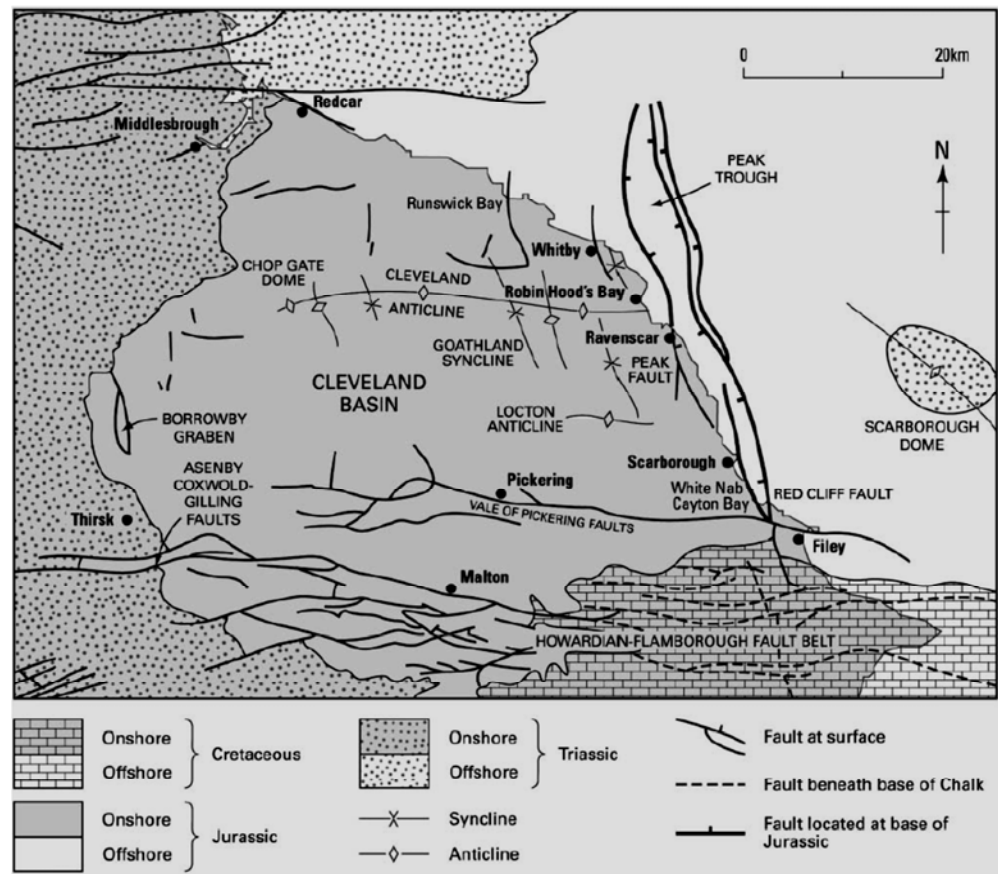 0
20km
Redcar
Middlesbrough
PEAK
TROUGH
N
Runswick Bay
Whitby
CHOP GATE
DOME
CLEVELAND
ANTICLINE
Robin Hood's Bay
GOATHLAND
SYNCLINE
Ravenscar
PEAK
FAULT
CLEVELAND
BASIN
LOCTON
ANTICLINE
SCARBOROUGH
DOME
BORROWBY
GRABEN
ASENBY
COXWOLD-
GILLING
FAULTS
Scarborough
Pickering
White Nab
Cayton Bay
RED CLIFF FAULT
VALE OF PICKERING FAULTS
Thirsk
Filey
Malton
HOWARDIAN-FLAMBOROUGH FAULT BELT
Onshore
Offshore
Cretaceous
Onshore
Offshore
Jurassic
Onshore
Offshore
Triassic
Syncline
Anticline
Fault at surface
Fault beneath base of Chalk
Fault located at base of
Jurassic